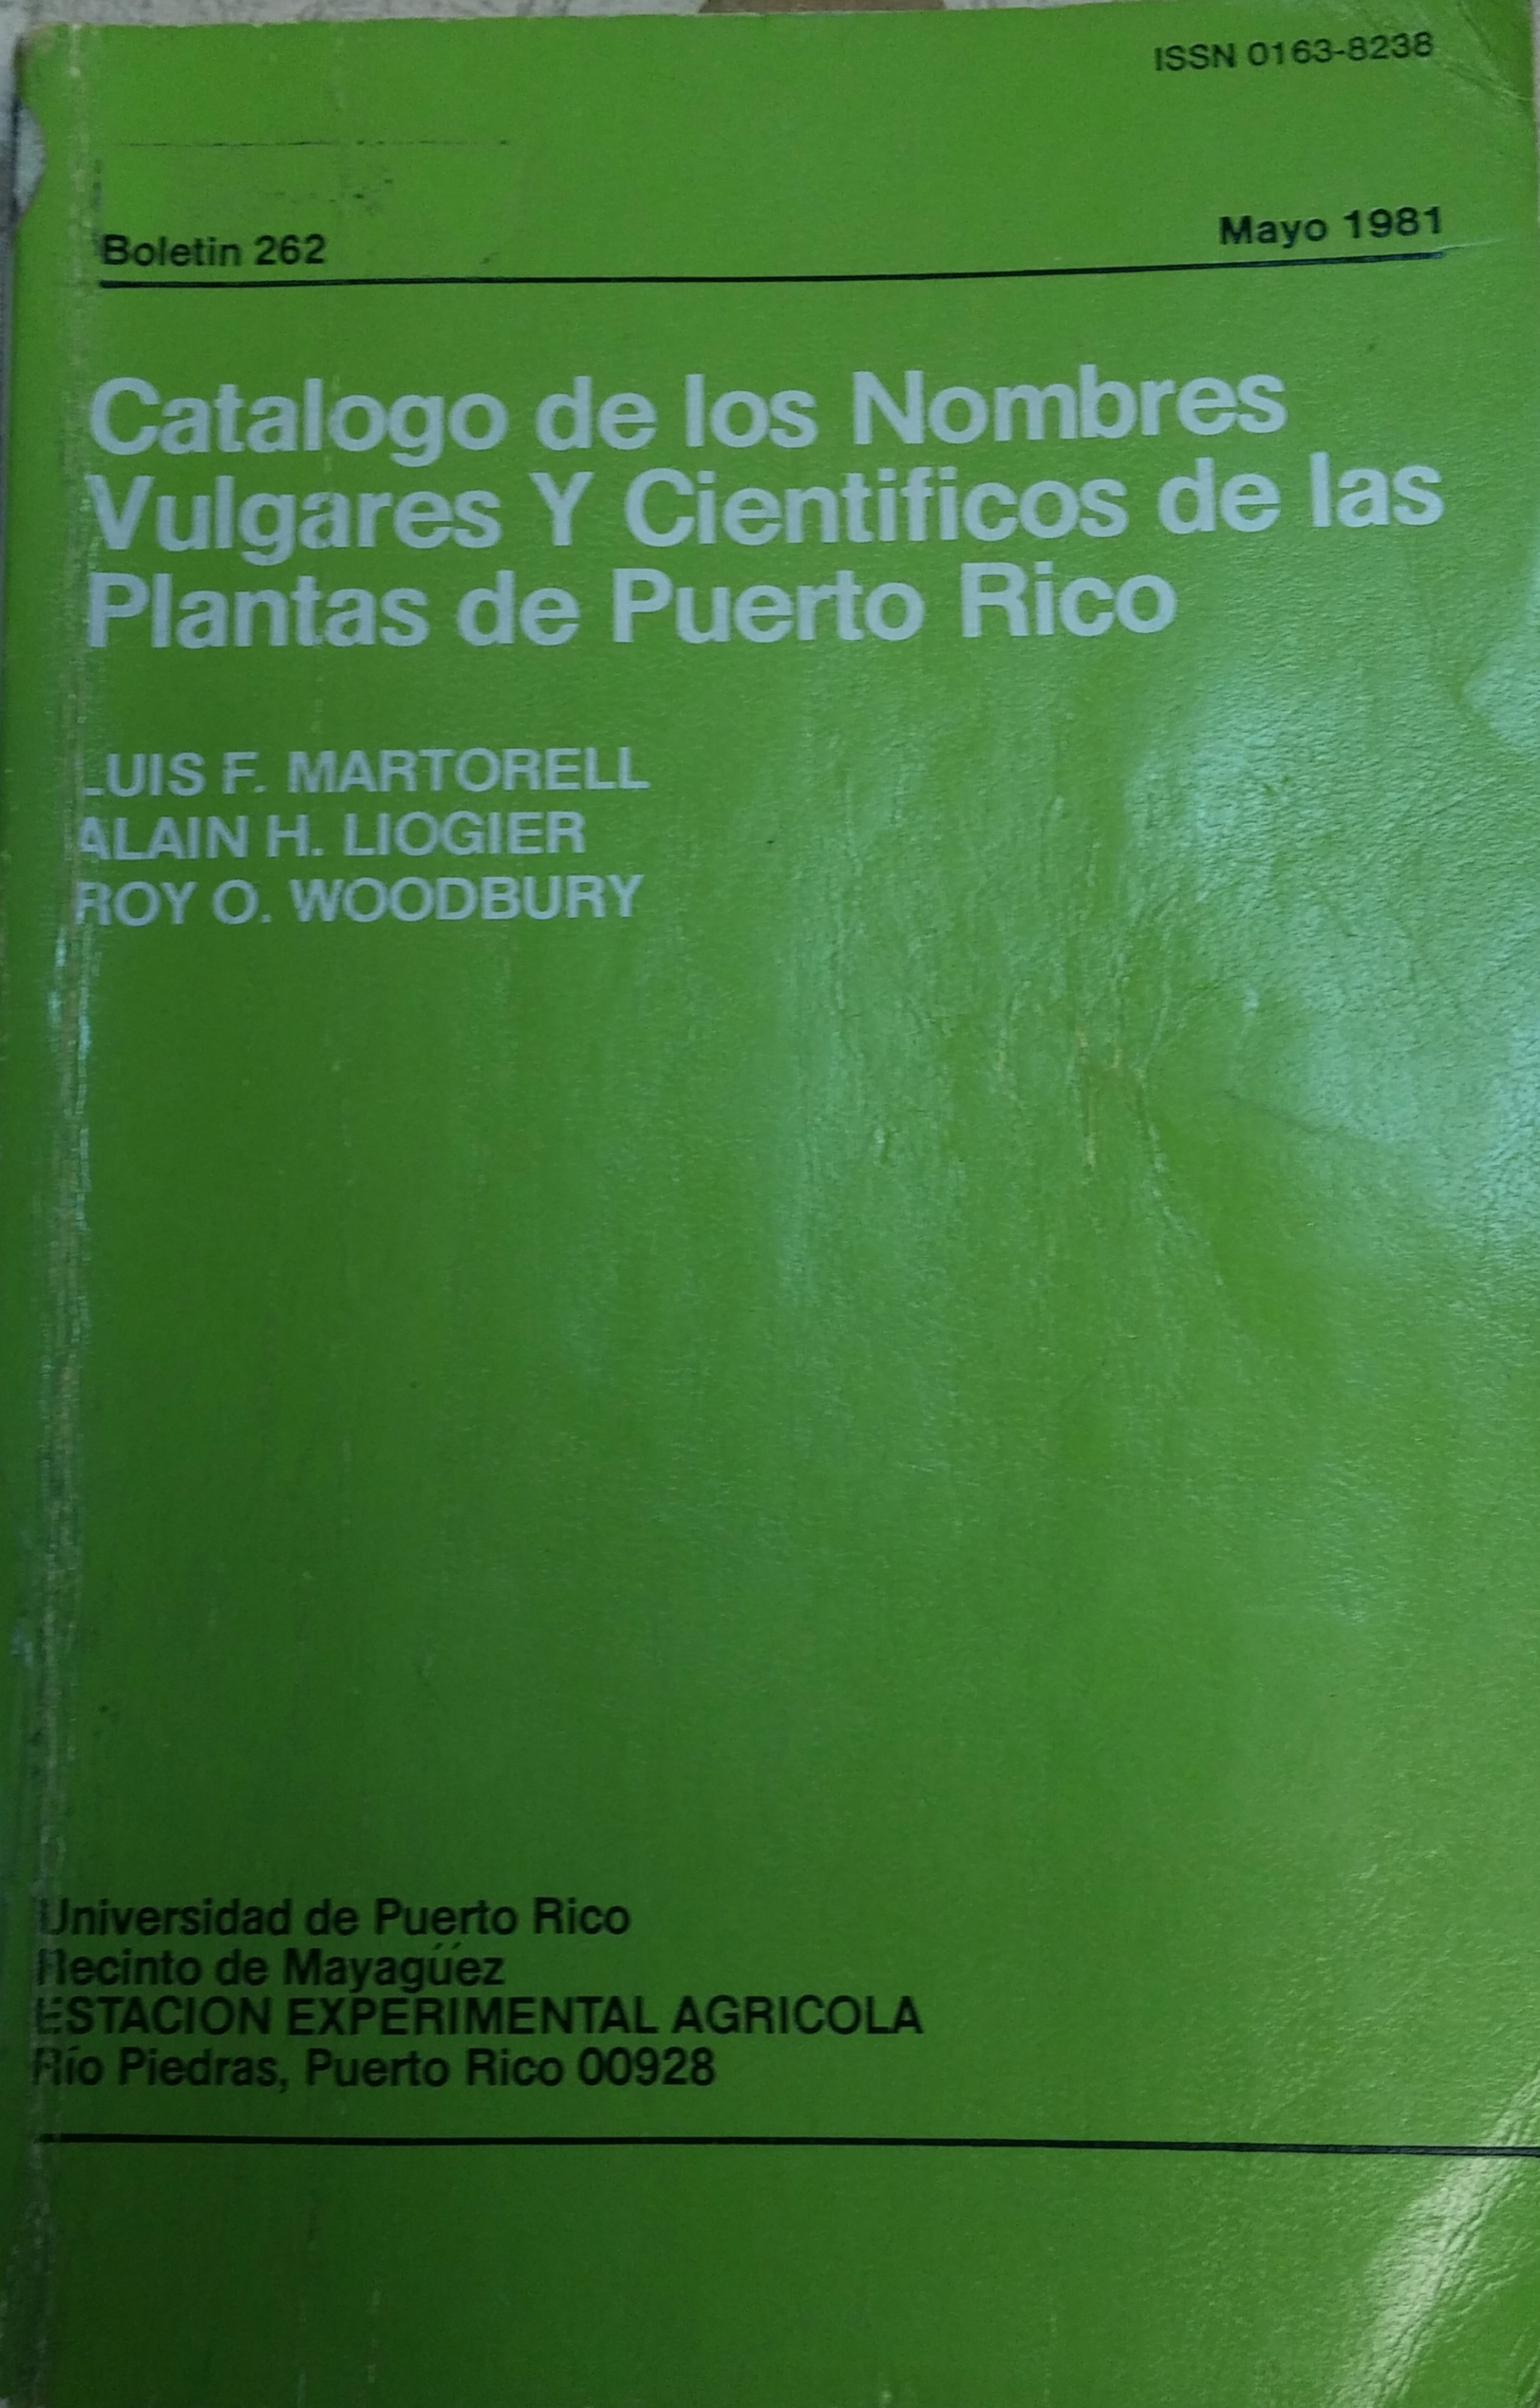 ISSN 0163-8238
Boletin 262
Mayo 1981
Catalogo de los Nombres
Vulgares Y Cientificos de las
Plantas de Puerto Rico
LUIS F. MARTORELL
ALAIN H. LIOGIER
ROY O. WOODBURY
Universidad de Puerto Rico
Recinto de Mayagüéz
ESTACION EXPERIMENTAL AGRICOLA
Río Piedras, Puerto Rico 00928